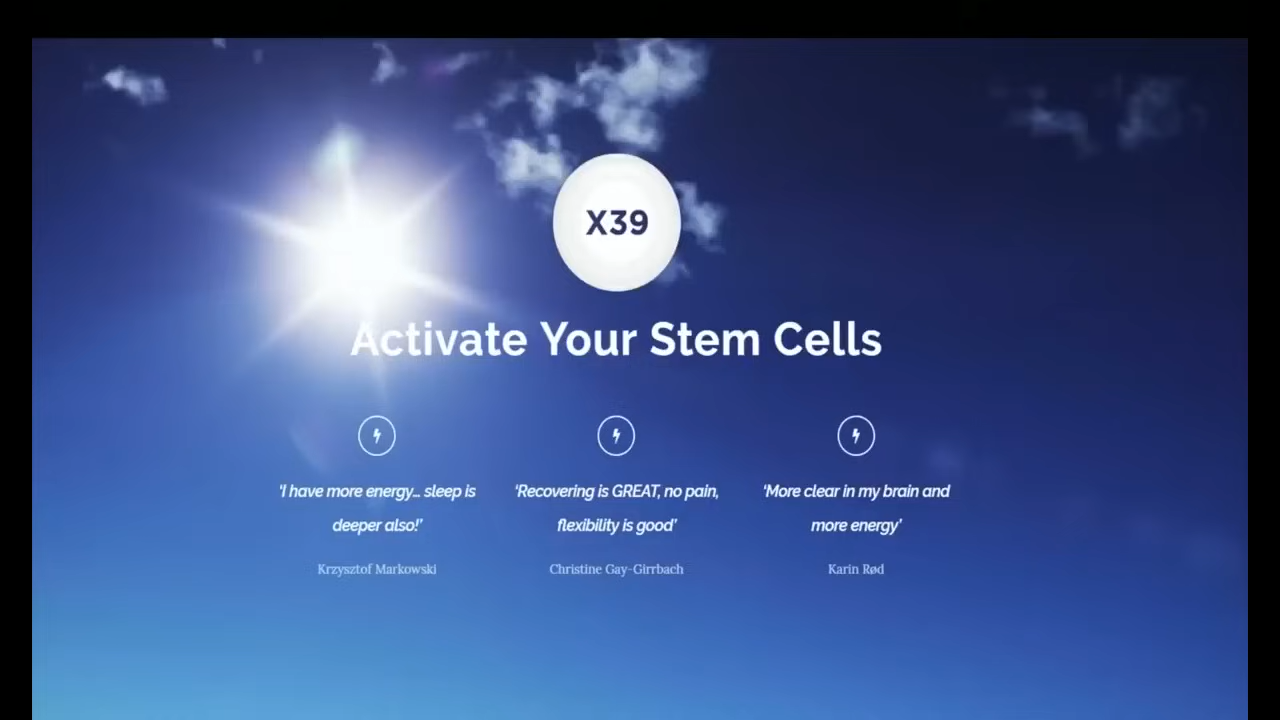 X39
Activate Your Stem Cells
'I have more energy... sleep is
deeper also!'
Krzysztof Markowski
'Recovering is GREAT, no pain,
flexibility is good'
Christine Gay-Girrbach
'More clear in my brain and
more energy'
Karin Rød